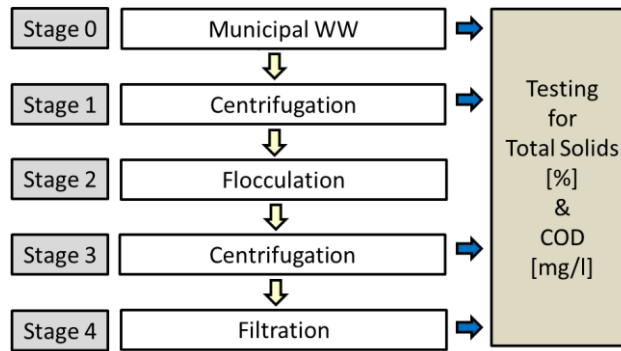 Stage 0
Municipal WW
Stage 1
Centrifugation
Stage 2
Flocculation
Stage 3
Centrifugation
Stage 4
Filtration
Testing
for
Total Solids
[%]
&
COD
[mg/l]